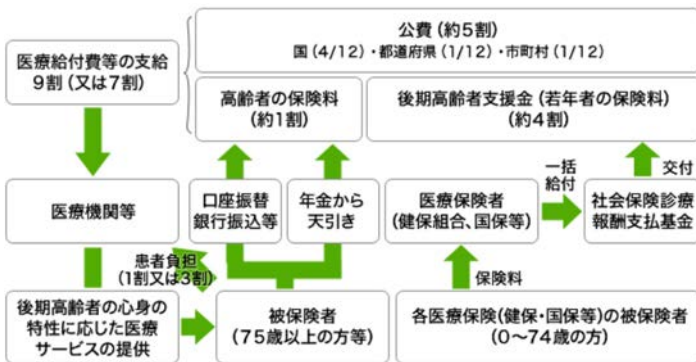 公費(約5割)
国(4/12)・都道府県(1/12)・市町村(1/12)
医療給付費等の支給
9割(又は7割)
高齢者の保険料
(約1割)
後期高齢者支援金(若年者の保険料)
(約4割)
一括
給付
交付
医療機関等
口座振替
銀行振込等
年金から
天引き
医療保険者
(健保組合、国保等)
社会保険診療
報酬支払基金
患者負担
(1割又は3割)
保険料
後期高齢者の心身の
特性に応じた医療
サービスの提供
被保険者
(75歳以上の方等)
各医療保険(健保・国保等)の被保険者
(0〜74歳の方)